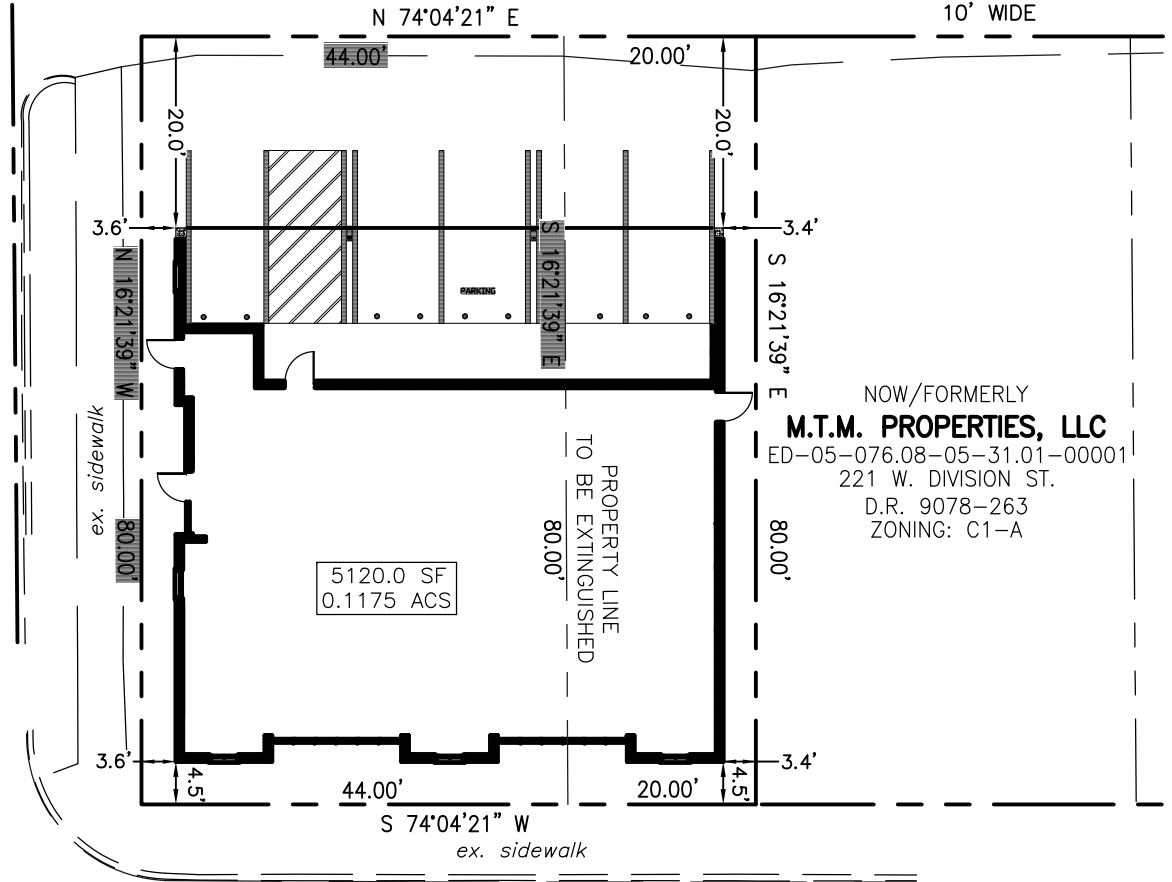 N 74°04'21" E
10' WIDE
44.00'
20.00'
20.0'
20.0'
3.6'
3.4'
N 16°21'39" W
S 16°21'39" E
S 16°21'39" E
PARKING
NOW/FORMERLY
M.T.M. PROPERTIES, LLC
ED-05-076.08-05-31.01-00001
221 W. DIVISION ST.
D.R. 9078-263
ZONING: C1-A
ex. sidewalk
PROPERTY LINE
TO BE EXTINGUISHED
80.00'
80.00'
80.00'
5120.0 SF
0.1175 ACS
3.6'
3.4'
4.5'
4.5'
44.00'
20.00'
S 74°04'21" W
ex. sidewalk